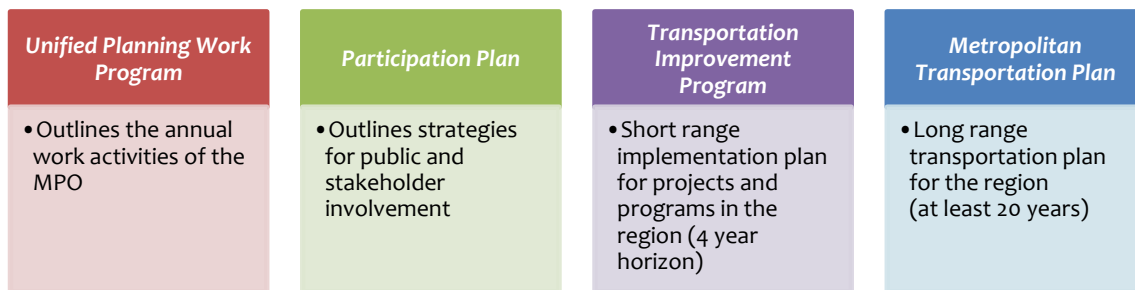 Unified Planning Work
Program
•Outlines the annual
work activities of the
MPO
Participation Plan
•Outlines strategies
for public and
stakeholder
involvement
Transportation
Improvement
Program
•Short range
implementation plan
for projects and
programs in the
region (4 year
horizon)
Metropolitan
Transportation Plan
•Long range
transportation plan
for the region
(at least 20 years)